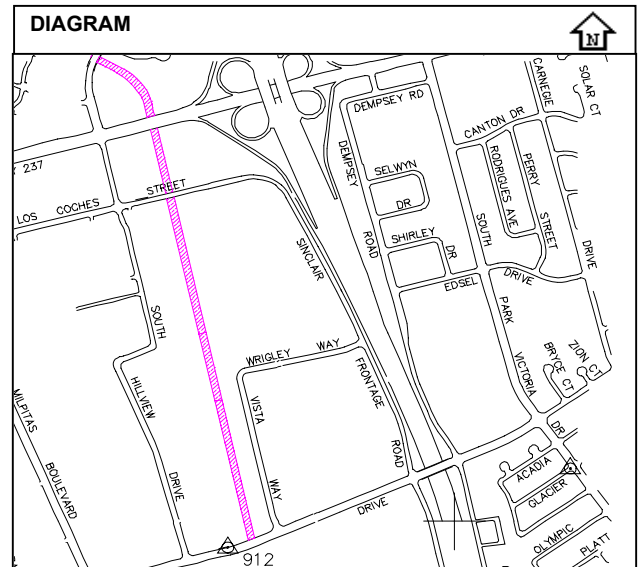 DIAGRAM
N
CARNEGIE
SOLAR CT
DEMPSEY RD
CANTON DR
237
DEMPSEY
ROAD
SELWYN
DR
RODRIGUES AVE
PERRY
STREET
LOS COCHES STREET
SINCLAIR
FRONTAGE
ROAD
SHIRLEY
DR
SOUTH
PARK
VICTORIA
DR
EDSEL DRIVE
DRIVE
SOUTH
HILLVIEW
DRIVE
WRIGLEY WAY
VISTA
WAY
BRYCE CT
ZION CT
MILPITAS
BOULEVARD
DRIVE
ACADIA
GLACIER
OLYMPIC
PLATT
912